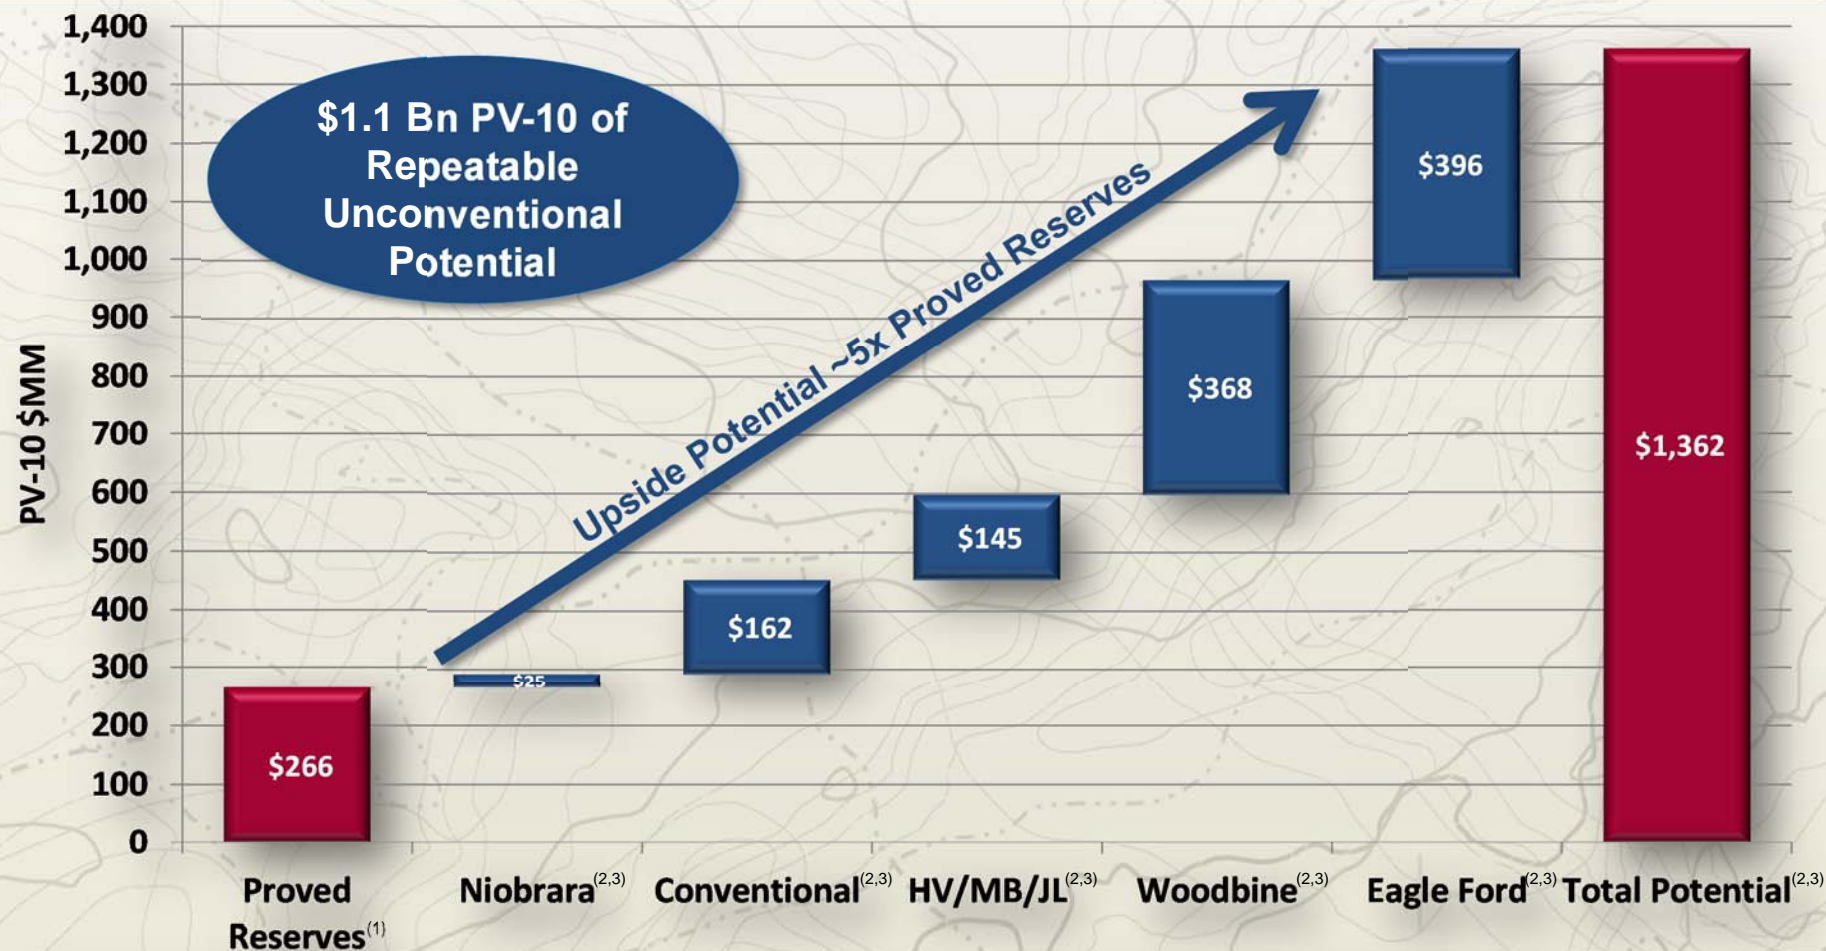 1,400
1,300
1,200
1,100
1,000
900
800
700
600
500
400
300
200
100
0
PV-10 $MM
$1.1 Bn PV-10 of
Repeatable
Unconventional
Potential
Upside Potential ~5x Proved Reserves
$266
$25
$162
$145
$368
$396
$1,362
Proved
Reserves(1)
Niobrara(2,3)
Conventional(2,3)
HV/MB/JL(2,3)
Woodbine(2,3)
Eagle Ford(2,3)
Total Potential(2,3)